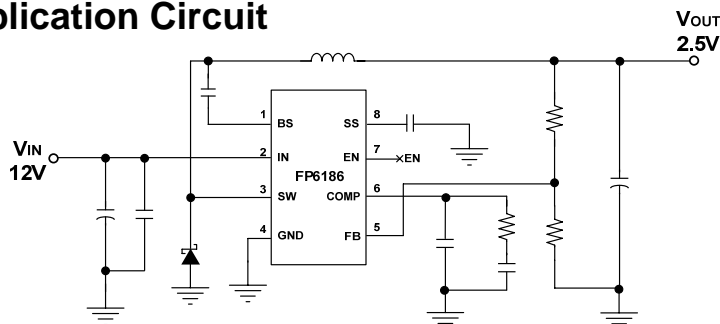 plication Circuit
VOUT
2.5V
1 BS SS 8
VIN
12V
2 IN EN 7 EN
FP6186
3 SW COMP 6
4 GND FB 5